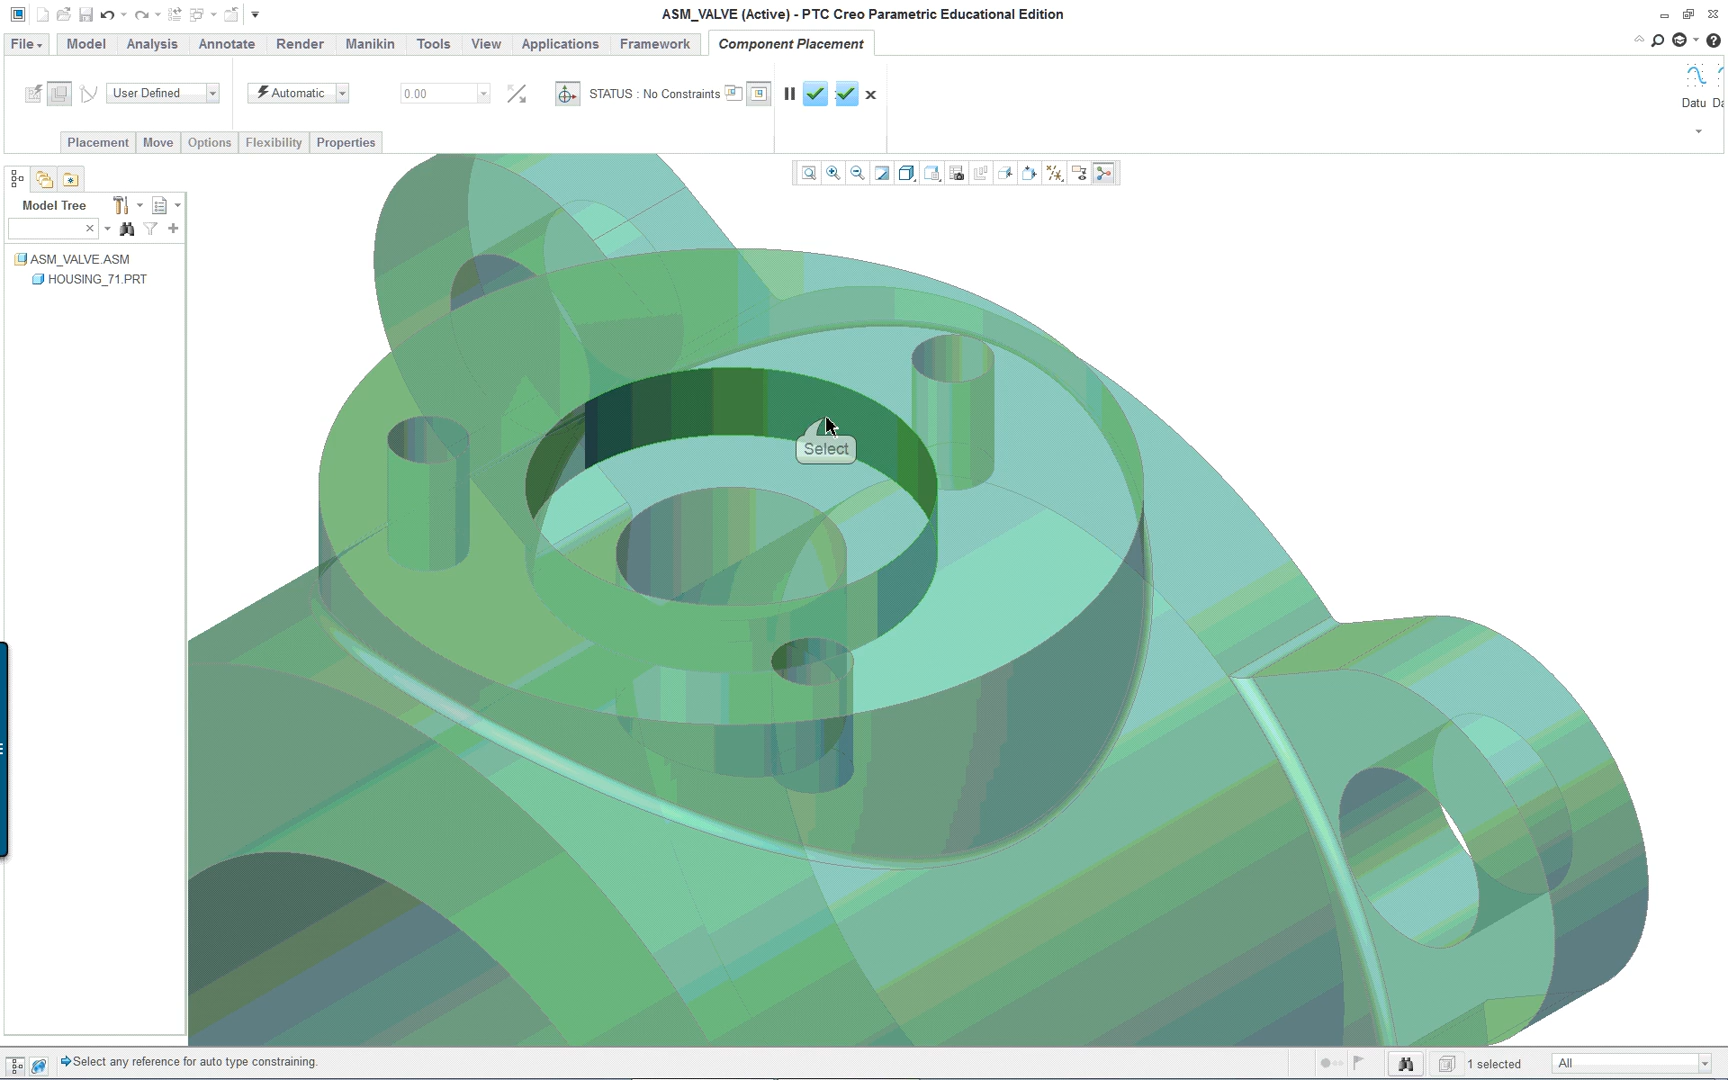 ASM_VALVE (Active) - PTC Creo Parametric Educational Edition
File Model Analysis Annotate Render Manikin Tools View Applications Framework Component Placement
User Defined Automatic 0.00 STATUS : No Constraints
Datu
Placement Move Options Flexibility Properties
Model Tree
ASM_VALVE.ASM
HOUSING_71.PRT
Select
Select any reference for auto type constraining.
1 selected All